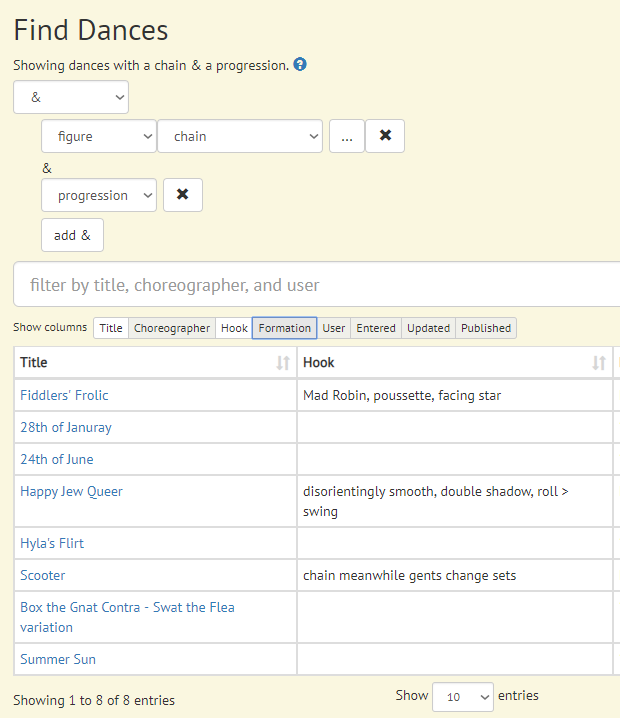 Find Dances
Showing dances with a chain & a progression. ?
&
figure chain ... ✖
&
progression ✖
add &
filter by title, choreographer, and user
Show columns Title Choreographer Hook Formation User Entered Updated Published
Title Hook
Fiddlers' Frolic Mad Robin, poussette, facing star
28th of Januray
24th of June
Happy Jew Queer disorientingly smooth, double shadow, roll >
swing
Hyla's Flirt
Scooter chain meanwhile gents change sets
Box the Gnat Contra - Swat the Flea
variation
Summer Sun
Showing 1 to 8 of 8 entries Show 10 entries